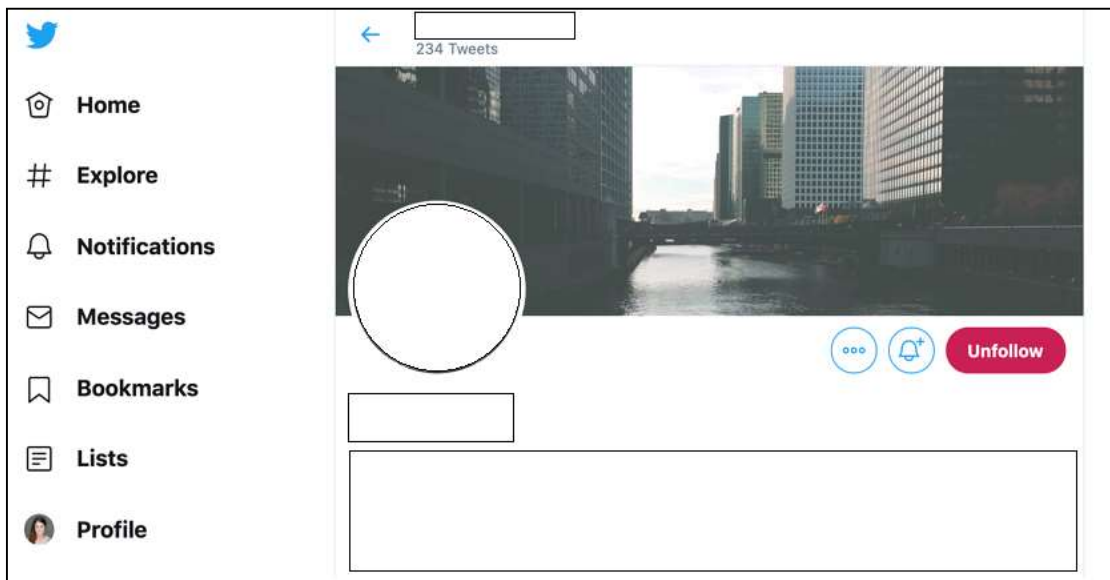 234 Tweets
Home
Explore
Notifications
Messages
Bookmarks
Lists
Profile
Unfollow